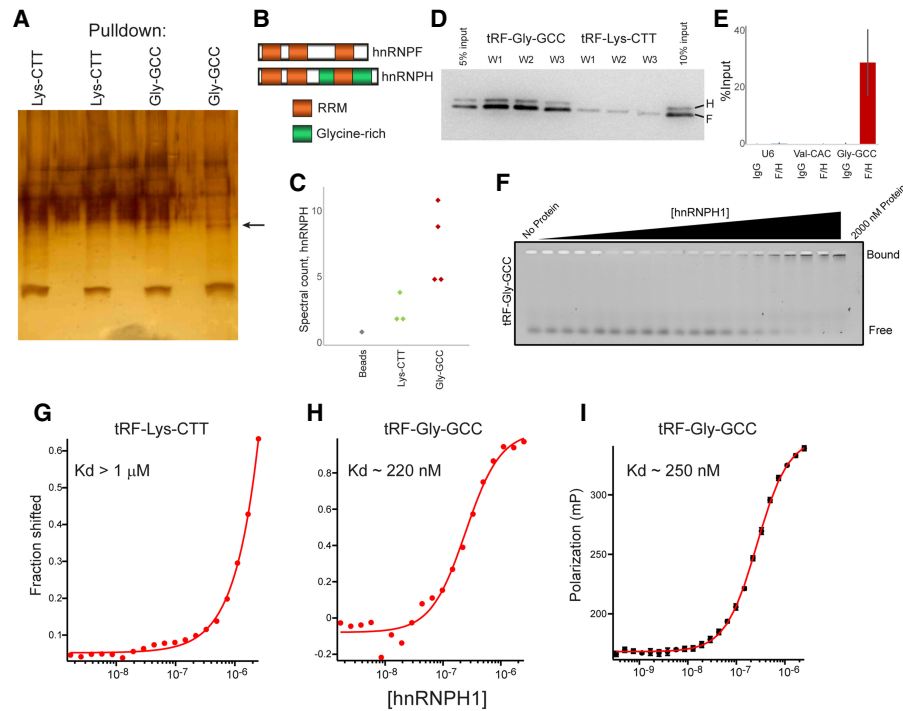 A
Pulldown:
Lys-CTT
Lys-CTT
Gly-GCC
Gly-GCC
B
hnRNPF
hnRNPH
RRM
Glycine-rich
C
Spectral count, hnRNPH
10
5
0
Beads
Lys-CTT
Gly-GCC
D
5% input
tRF-Gly-GCC
tRF-Lys-CTT
10% input
W1 W2 W3 W1 W2 W3
H
F
E
%Input
40
20
0
U6 Val-CAC Gly-GCC
IgG
F/H
IgG
F/H
IgG
F/H
F
No Protein
[hnRNPH1]
2000 nM Protein
tRF-Gly-GCC
Bound
Free
G
tRF-Lys-CTT
Kd > 1 μM
Fraction shifted
0.6
0.5
0.4
0.3
0.2
0.1
10-8 10-7 10-6
H
tRF-Gly-GCC
Kd ~ 220 nM
1
0.8
0.6
0.4
0.2
0
-0.2
10-8 10-7 10-6
[hnRNPH1]
I
tRF-Gly-GCC
Kd ~ 250 nM
Polarization (mP)
300
250
200
10-9 10-8 10-7 10-6